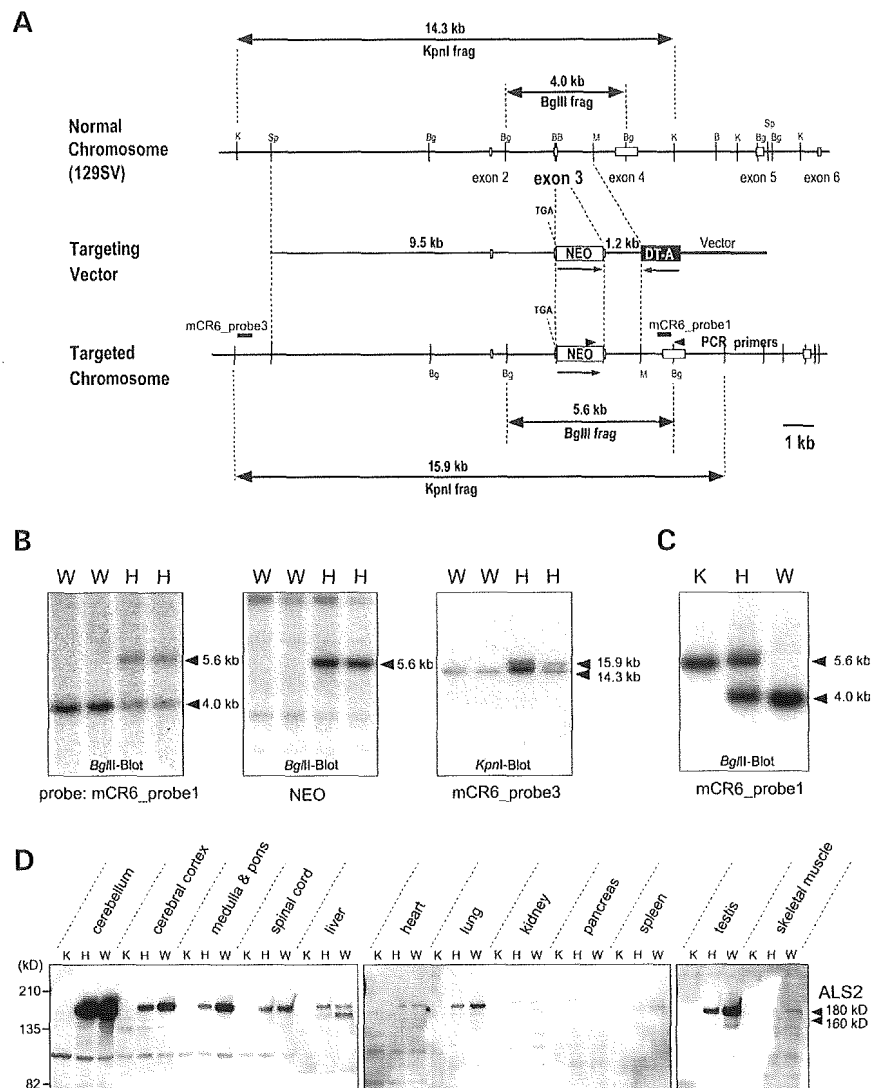 A
14.3 kb
KpnI frag
4.0 kb
BglII frag
Normal
Chromosome
(129SV)
K Sp Bg Bg BB M Bg K B K Bg Sp Bg K
exon 2 exon 3 exon 4 exon 5 exon 6
TGA
Targeting
Vector
9.5 kb NEO 1.2 kb DT-A Vector
mCR6_probe3 TGA mCR6_probe1
Targeted
Chromosome
NEO PCR primers
Bg Bg M Bg
5.6 kb
BglII frag
1 kb
15.9 kb
KpnI frag
B
W W H H
5.6 kb
4.0 kb
BglII-Blot
probe: mCR6_probe1
W W H H
5.6 kb
BglII-Blot
NEO
W W H H
15.9 kb
14.3 kb
KpnI-Blot
mCR6_probe3
C
K H W
5.6 kb
4.0 kb
BglII-Blot
mCR6_probe1
D
cerebellum cerebral cortex medulla & pons spinal cord liver heart lung kidney pancreas spleen testis skeletal muscle
K H W K H W K H W K H W K H W K H W K H W K H W K H W K H W K H W K H W
(kD)
210
135
82
ALS2
180 kD
160 kD